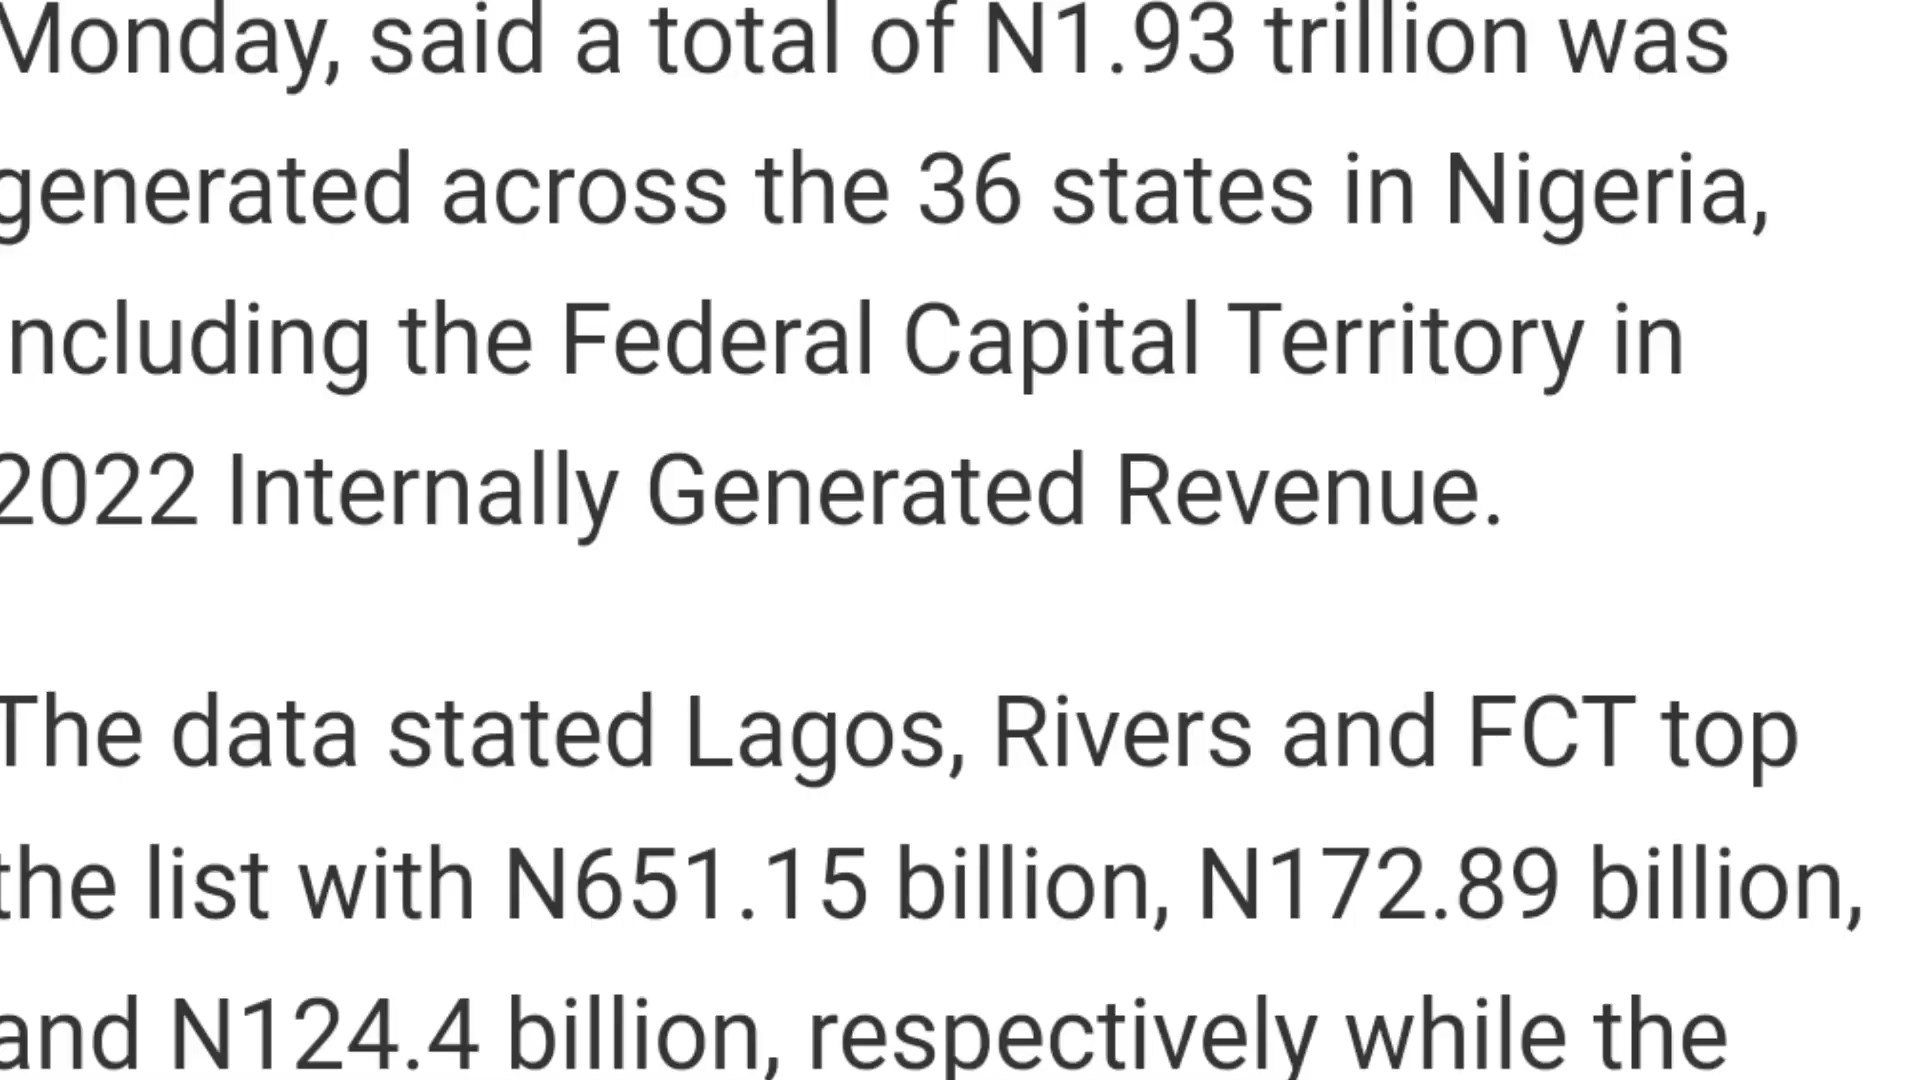 Monday, said a total of N1.93 trillion was
generated across the 36 states in Nigeria,
including the Federal Capital Territory in
2022 Internally Generated Revenue.
The data stated Lagos, Rivers and FCT top
the list with N651.15 billion, N172.89 billion,
and N124.4 billion, respectively while the